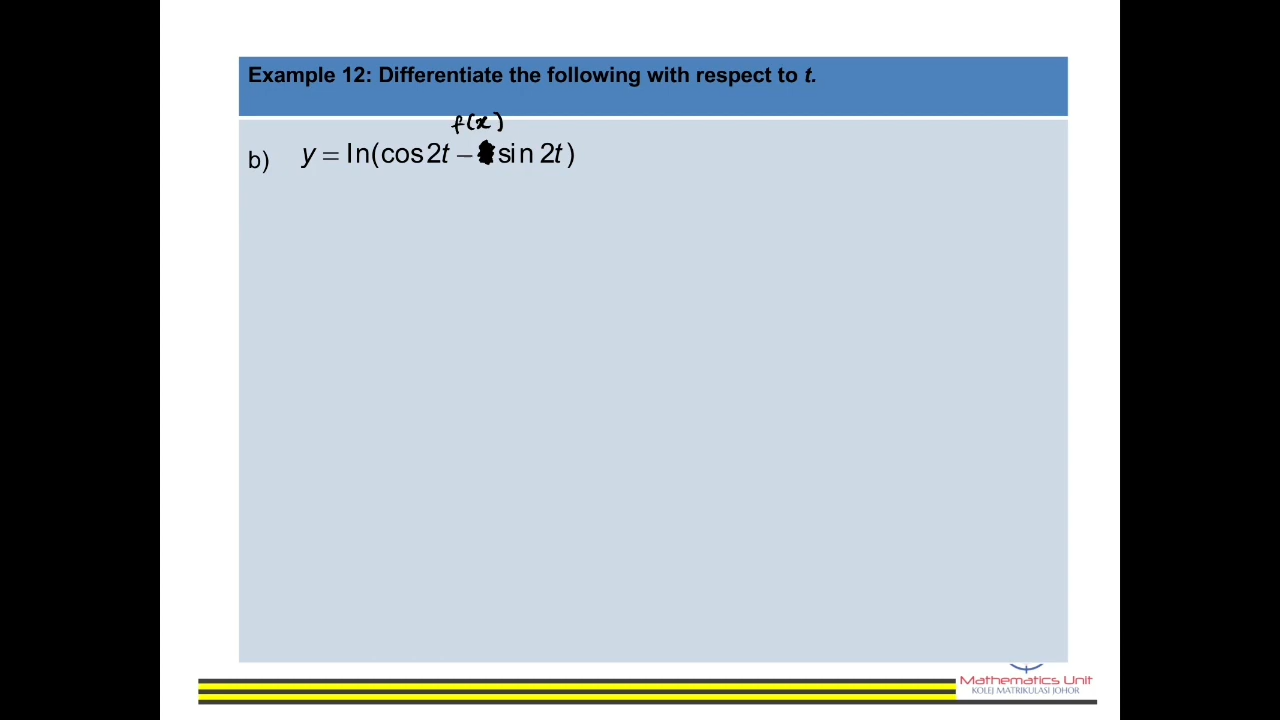 Example 12: Differentiate the following with respect to t.
f(x)
b) y = ln(cos 2t − sin 2t)
Mathematics Unit
KOLEJ MATRIKULASI JOHOR